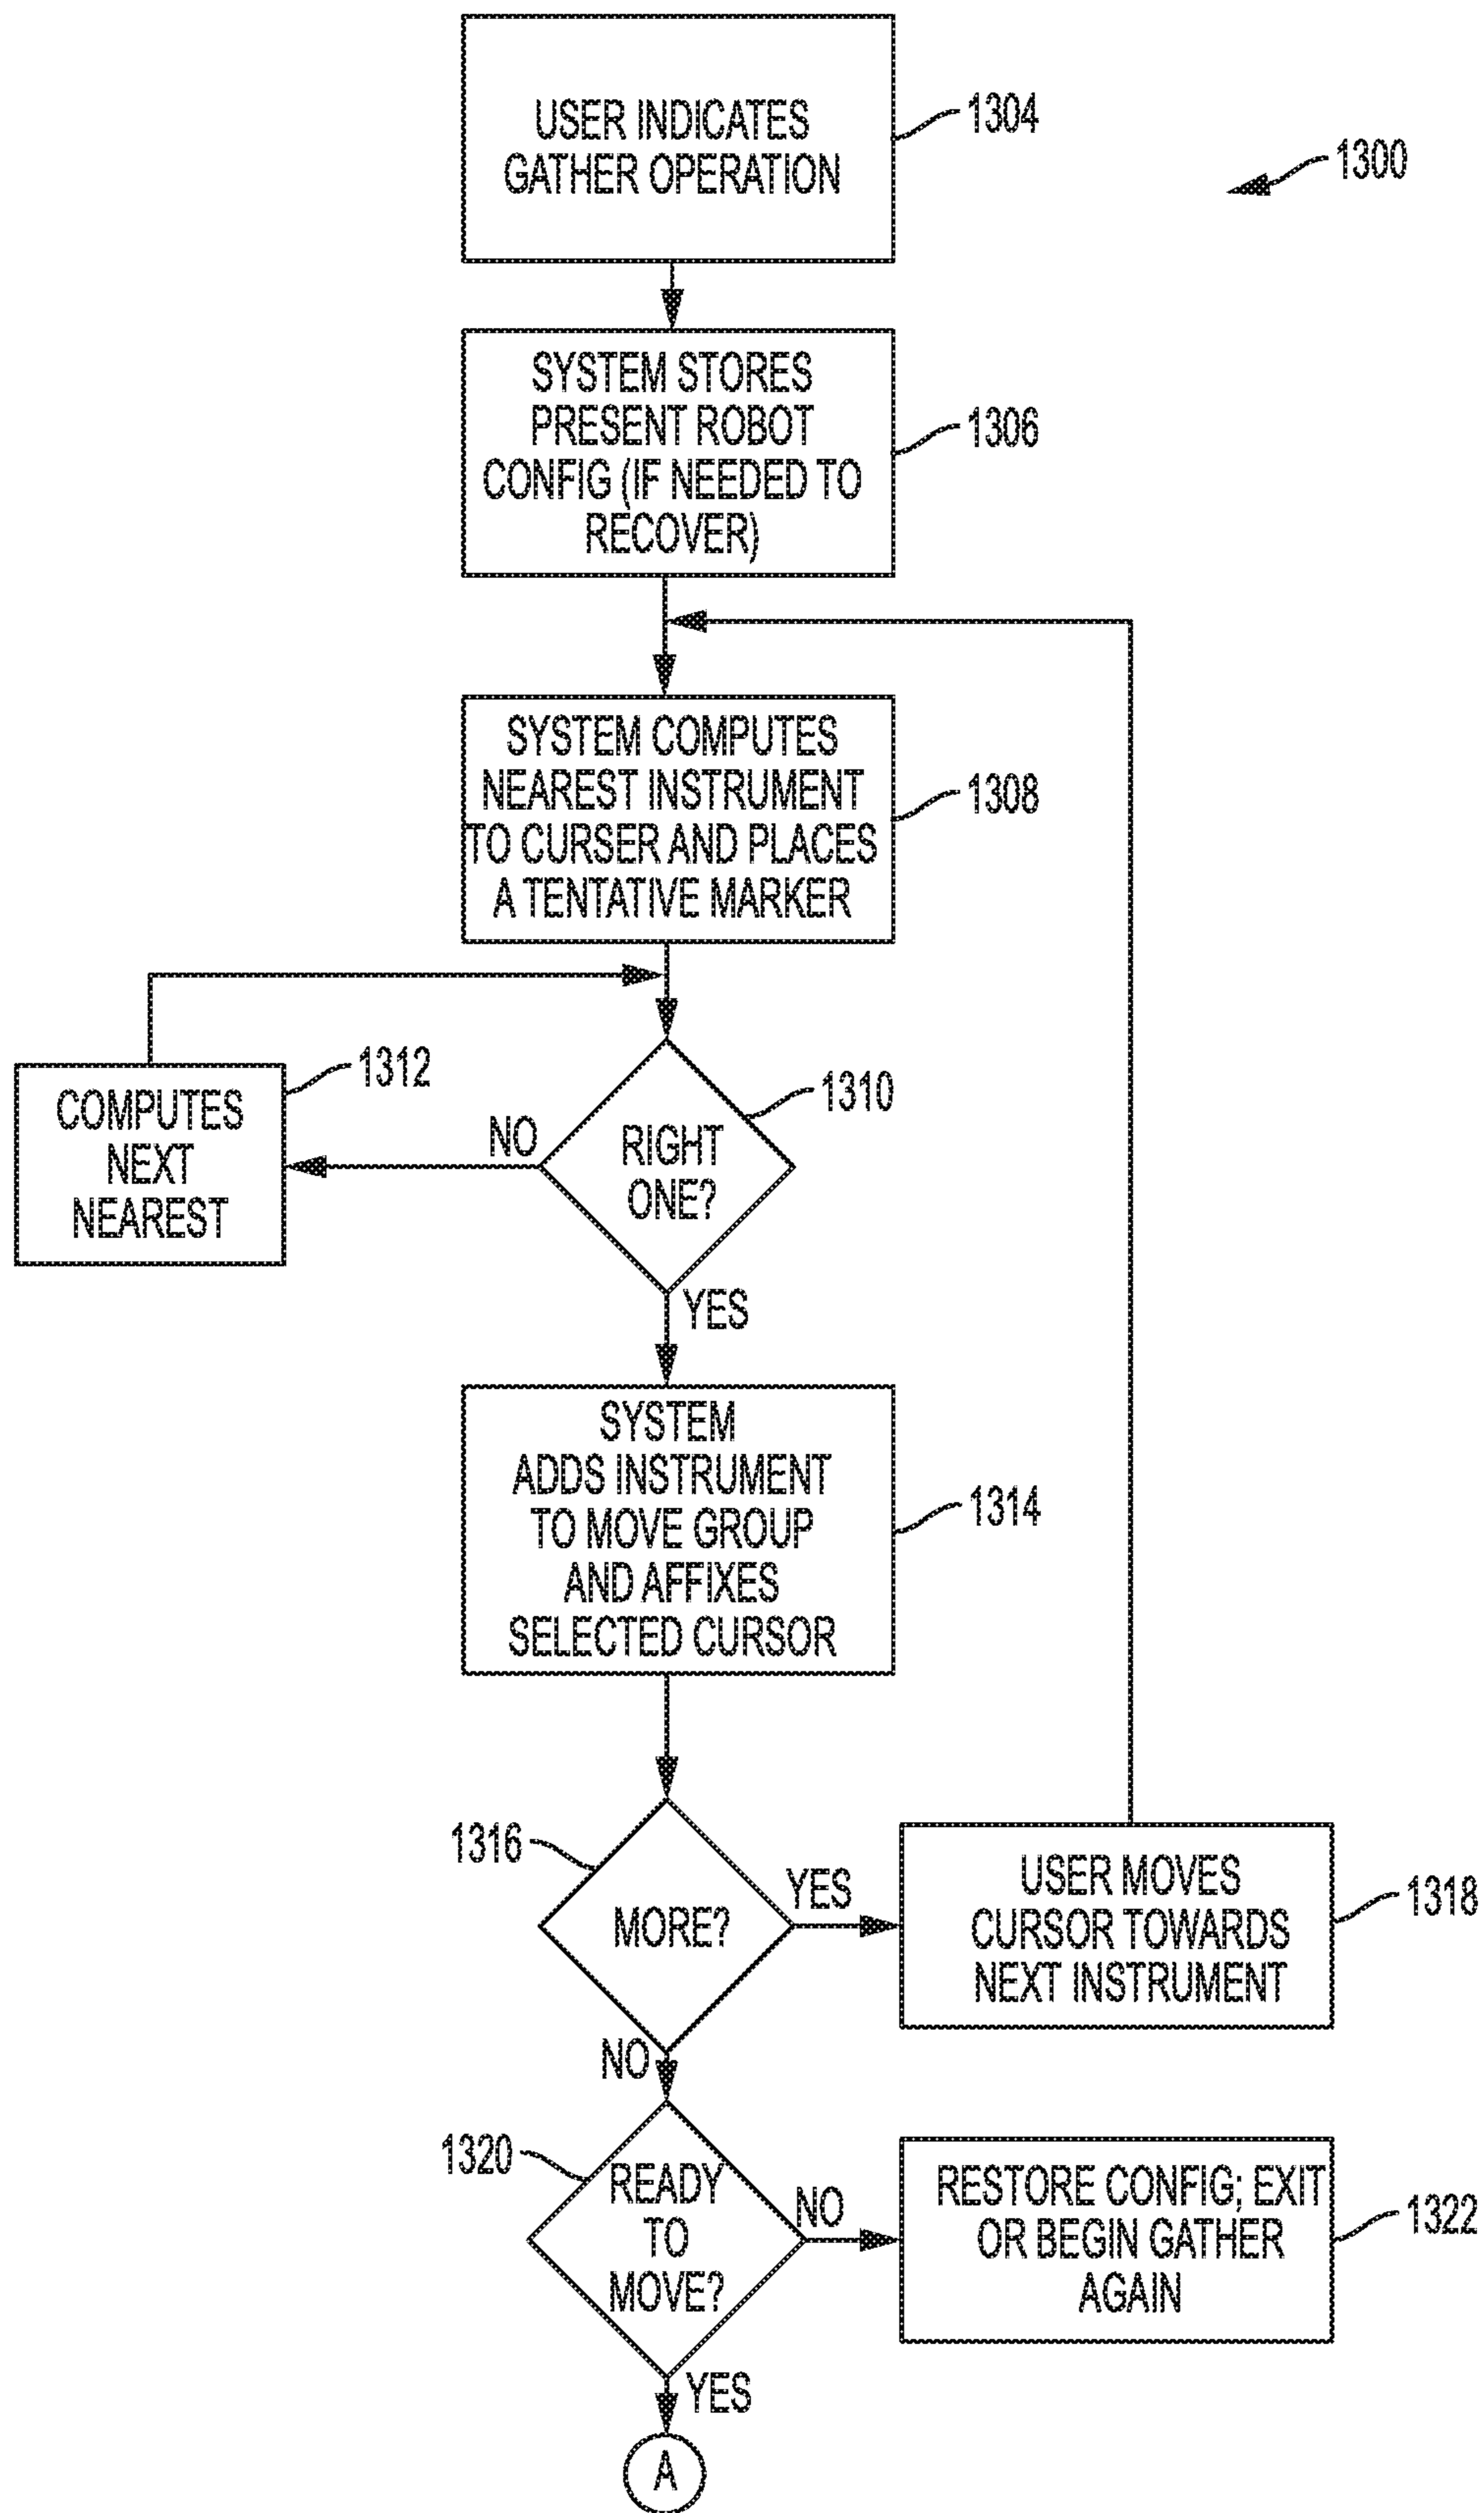 USER INDICATES
GATHER OPERATION
1304
1300
SYSTEM STORES
PRESENT ROBOT
CONFIG (IF NEEDED TO
RECOVER)
1306
SYSTEM COMPUTES
NEAREST INSTRUMENT
TO CURSER AND PLACES
A TENTATIVE MARKER
1308
COMPUTES
NEXT
NEAREST
1312
NO
RIGHT
ONE?
1310
YES
SYSTEM
ADDS INSTRUMENT
TO MOVE GROUP
AND AFFIXES
SELECTED CURSOR
1314
1316
MORE?
YES
USER MOVES
CURSOR TOWARDS
NEXT INSTRUMENT
1318
NO
1320
READY
TO
MOVE?
NO
RESTORE CONFIG; EXIT
OR BEGIN GATHER
AGAIN
1322
YES
A